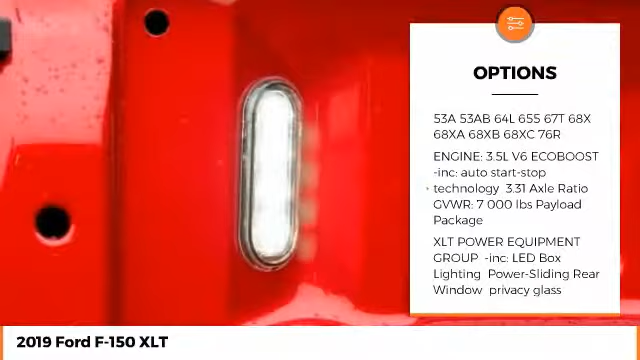 OPTIONS
53A 53AB 64L 655 67T 68X
68XA 68XB 68XC 76R
ENGINE: 3.5L V6 ECOBOOST
-inc: auto start-stop
technology 3.31 Axle Ratio
GVWR: 7 000 lbs Payload
Package
XLT POWER EQUIPMENT
GROUP -inc: LED Box
Lighting Power-Sliding Rear
Window privacy glass
2019 Ford F-150 XLT